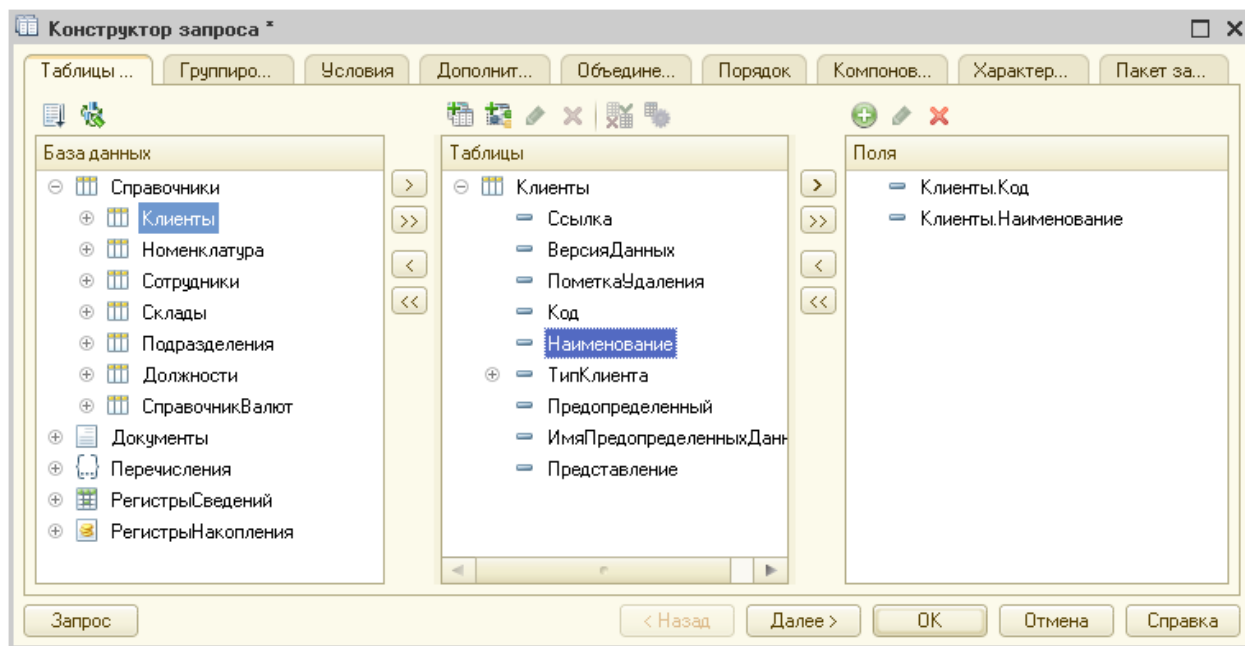 Конструктор запроса *
Таблицы ... Группиро... Условия Дополнит... Объедине... Порядок Компонов... Характер... Пакет за...
База данных
Справочники
Клиенты
Номенклатура
Сотрудники
Склады
Подразделения
Должности
СправочникВалют
Документы
Перечисления
РегистрыСведений
РегистрыНакопления
> 
>>
<
<<
Таблицы
Клиенты
Ссылка
ВерсияДанных
ПометкаУдаления
Код
Наименование
ТипКлиента
Предопределенный
ИмяПредопределенныхДанн
Представление
>
>>
<
<<
Поля
Клиенты.Код
Клиенты.Наименование
Запрос < Назад Далее > ОК Отмена Справка